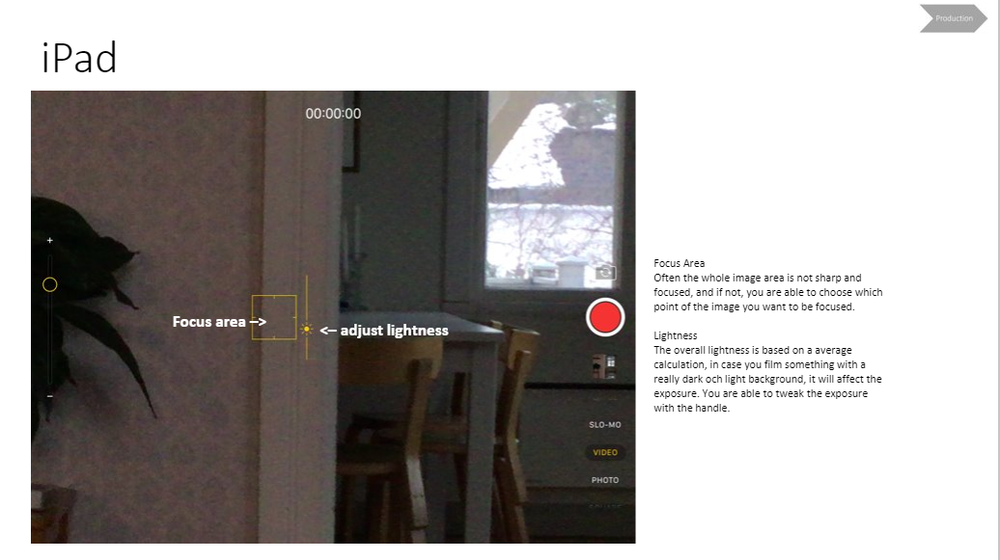 Production
iPad
00:00:00
+
Focus area –>
<– adjust lightness
–
SLO-MO
VIDEO
PHOTO
Focus Area
Often the whole image area is not sharp and
focused, and if not, you are able to choose which
point of the image you want to be focused.
Lightness
The overall lightness is based on a average
calculation, in case you film something with a
really dark och light background, it will affect the
exposure. You are able to tweak the exposure
with the handle.